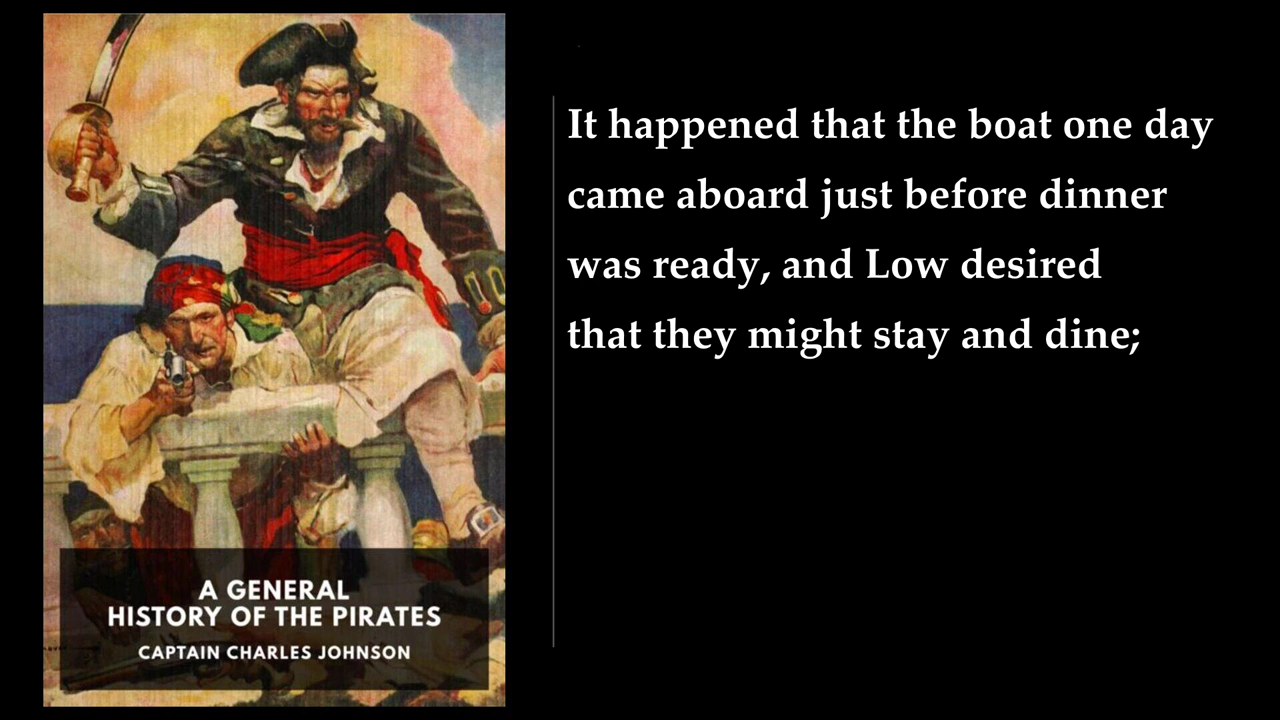 It happened that the boat one day
came aboard just before dinner
was ready, and Low desired
that they might stay and dine;
A GENERAL
HISTORY OF THE PIRATES
CAPTAIN CHARLES JOHNSON